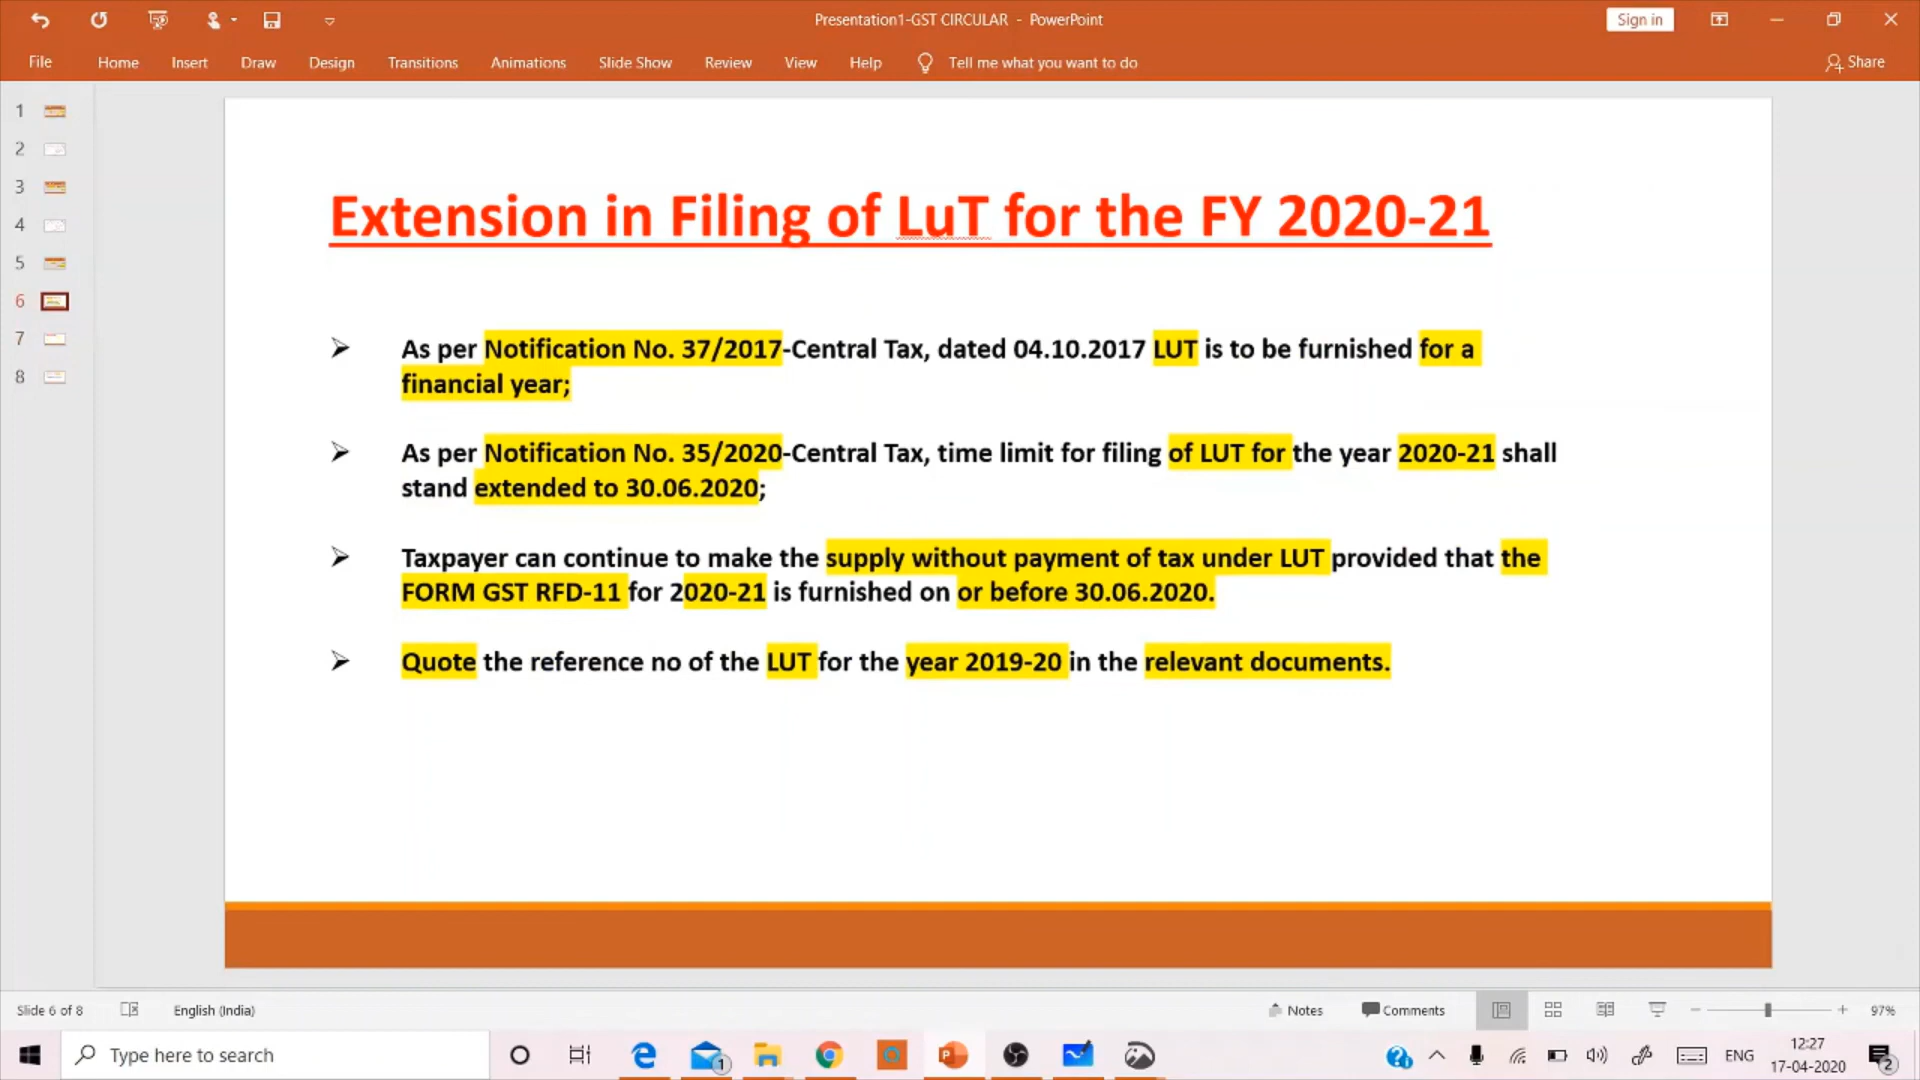 Presentation1-GST CIRCULAR - PowerPoint
Sign in
File
Home
Insert
Draw
Design
Transitions
Animations
Slide Show
Review
View
Help
Tell me what you want to do
Share
1
2
3
4
5
6
7
8
Extension in Filing of LuT for the FY 2020-21
As per Notification No. 37/2017-Central Tax, dated 04.10.2017 LUT is to be furnished for a
financial year;
As per Notification No. 35/2020-Central Tax, time limit for filing of LUT for the year 2020-21 shall
stand extended to 30.06.2020;
Taxpayer can continue to make the supply without payment of tax under LUT provided that the
FORM GST RFD-11 for 2020-21 is furnished on or before 30.06.2020.
Quote the reference no of the LUT for the year 2019-20 in the relevant documents.
Slide 6 of 8
English (India)
Notes
Comments
97%
Type here to search
1
ENG
12:27
17-04-2020
2